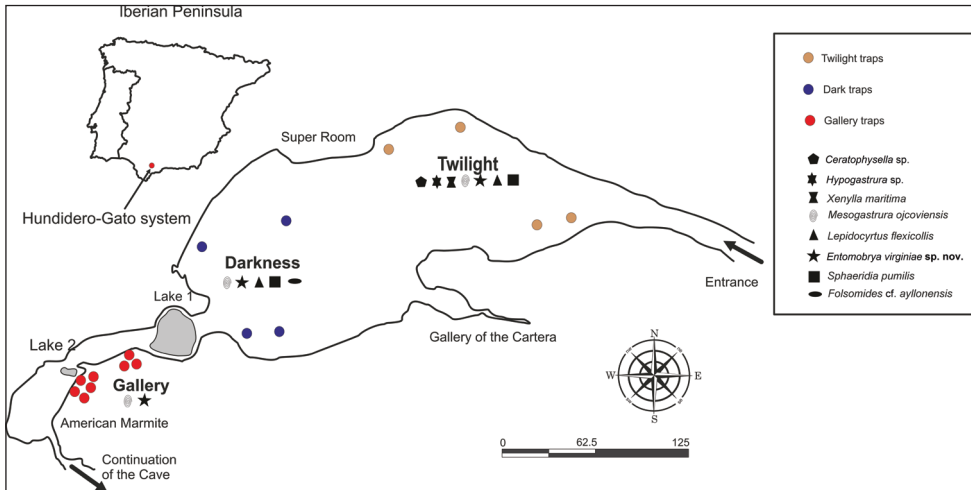 Iberian Peninsula
Hundidero-Gato system
Super Room
Twilight
Darkness
Lake 1
Lake 2
Gallery
American Marmite
Continuation
of the Cave
Gallery of the Cartera
Entrance
Twilight traps
Dark traps
Gallery traps
Ceratophysella sp.
Hypogastrura sp.
Xenylla maritima
Mesogastrura ojcoviensis
Lepidocyrtus flexicollis
Entomobrya virginiae sp. nov.
Sphaeridia pumilis
Folsomides cf. ayllonensis
N
W E
S
0 62.5 125